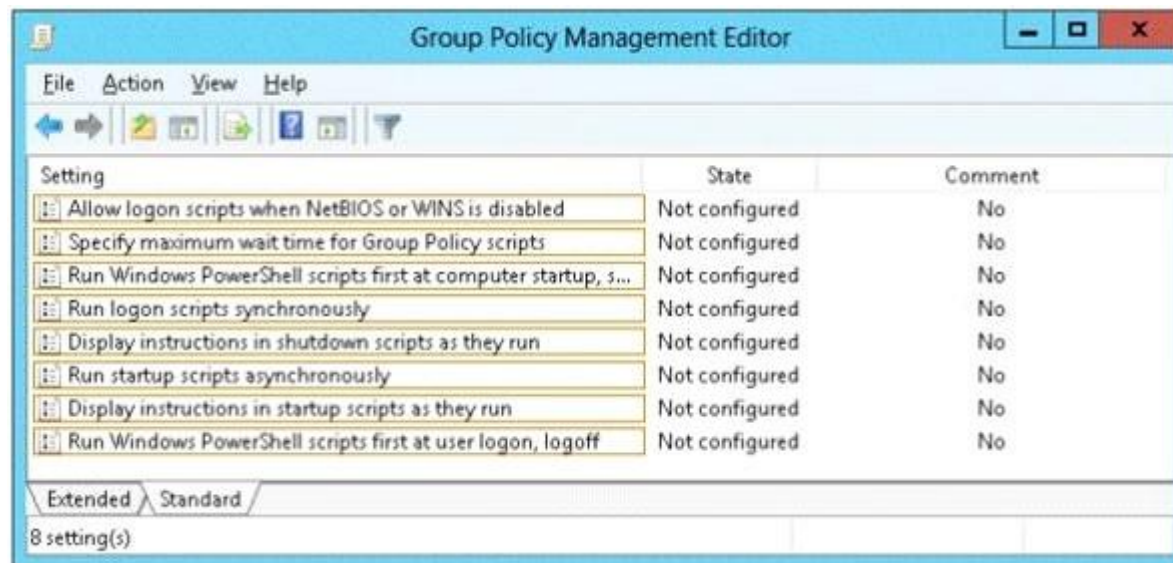 Group Policy Management Editor
File Action View Help
Setting State Comment
Allow logon scripts when NetBIOS or WINS is disabled Not configured No
Specify maximum wait time for Group Policy scripts Not configured No
Run Windows PowerShell scripts first at computer startup, s... Not configured No
Run logon scripts synchronously Not configured No
Display instructions in shutdown scripts as they run Not configured No
Run startup scripts asynchronously Not configured No
Display instructions in startup scripts as they run Not configured No
Run Windows PowerShell scripts first at user logon, logoff Not configured No
Extended Standard
8 setting(s)